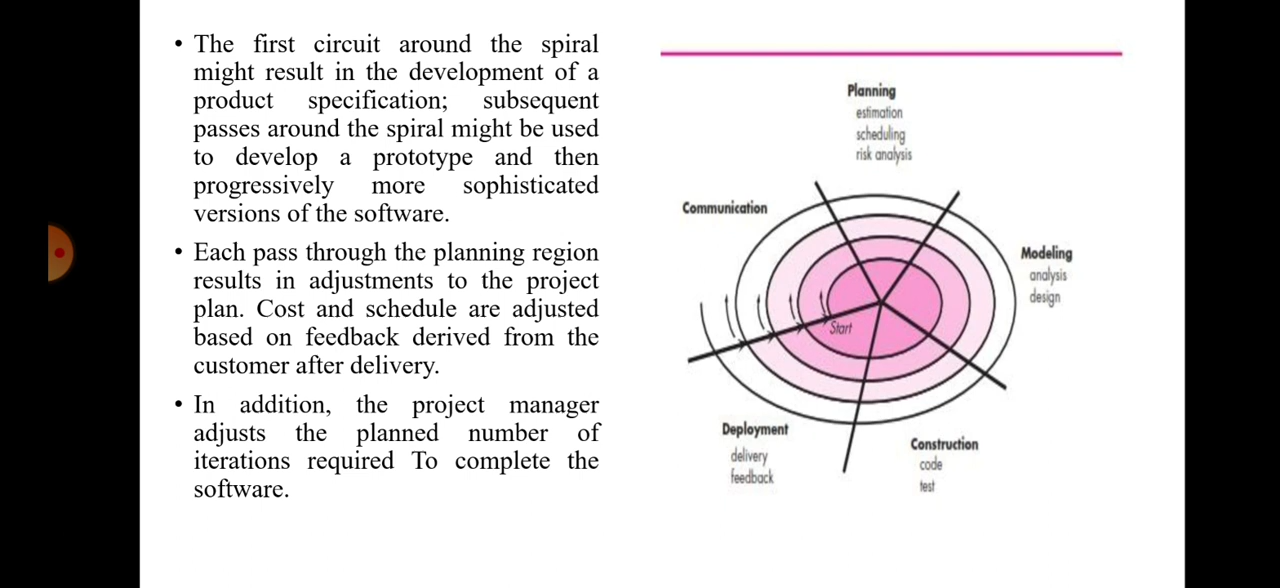 • The first circuit around the spiral
might result in the development of a
product specification; subsequent
passes around the spiral might be used
to develop a prototype and then
progressively more sophisticated
versions of the software.
• Each pass through the planning region
results in adjustments to the project
plan. Cost and schedule are adjusted
based on feedback derived from the
customer after delivery.
• In addition, the project manager
adjusts the planned number of
iterations required To complete the
software.
Planning
estimation
scheduling
risk analysis
Communication
Modeling
analysis
design
Start
Deployment
delivery
feedback
Construction
code
test